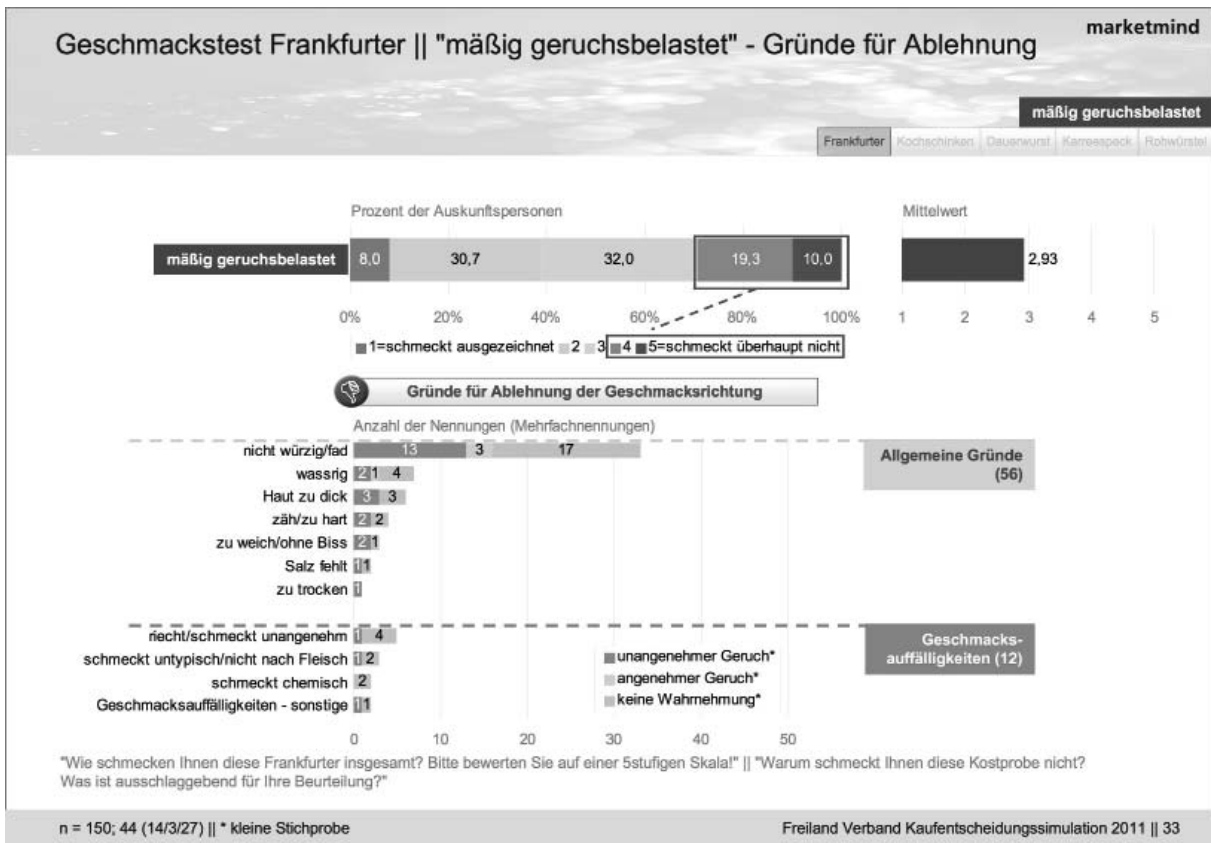 marketmind
Geschmackstest Frankfurter || "mäßig geruchsbelastet" - Gründe für Ablehnung
mäßig geruchsbelastet
Frankfurter Kochschinken Dauerwurst Karreespeck Rohwürstel
Prozent der Auskunftspersonen Mittelwert
mäßig geruchsbelastet 8,0 30,7 32,0 19,3 10,0 2,93
0% 20% 40% 60% 80% 100% 1 2 3 4 5
1=schmeckt ausgezeichnet 2 3 4 5=schmeckt überhaupt nicht
Gründe für Ablehnung der Geschmacksrichtung
Anzahl der Nennungen (Mehrfachnennungen)
nicht würzig/fad 13 3 17
Allgemeine Gründe
(56)
wassrig 2 1 4
Haut zu dick 3 3
zäh/zu hart 2 2
zu weich/ohne Biss 2 1
Salz fehlt 1 1
zu trocken 1
riecht/schmeckt unangenehm 1 4
Geschmacks-
auffälligkeiten (12)
schmeckt untypisch/nicht nach Fleisch 1 2
schmeckt chemisch 2
Geschmacksauffälligkeiten - sonstige 1 1
unangenehmer Geruch*
angenehmer Geruch*
keine Wahrnehmung*
0 10 20 30 40 50
"Wie schmecken Ihnen diese Frankfurter insgesamt? Bitte bewerten Sie auf einer 5stufigen Skala!" || "Warum schmeckt Ihnen diese Kostprobe nicht?
Was ist ausschlaggebend für Ihre Beurteilung?"
n = 150; 44 (14/3/27) || * kleine Stichprobe
Freiland Verband Kaufentscheidungssimulation 2011 || 33